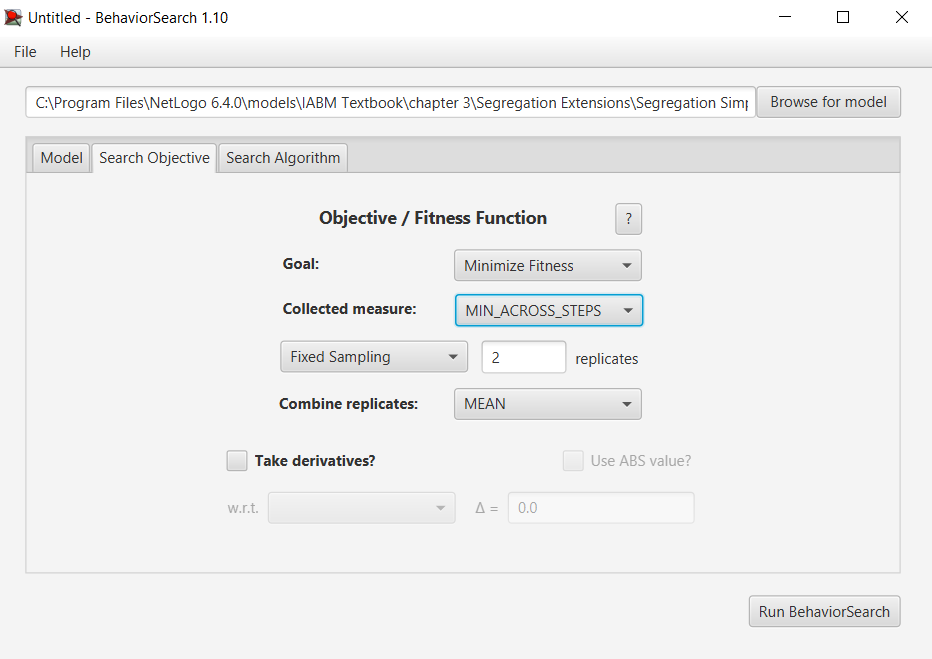 Untitled - BehaviorSearch 1.10
File Help
C:\Program Files\NetLogo 6.4.0\models\IABM Textbook\chapter 3\Segregation Extensions\Segregation Simp Browse for model
Model Search Objective Search Algorithm
Objective / Fitness Function ?
Goal: Minimize Fitness
Collected measure: MIN_ACROSS_STEPS
Fixed Sampling 2 replicates
Combine replicates: MEAN
Take derivatives? Use ABS value?
w.r.t. Δ = 0.0
Run BehaviorSearch